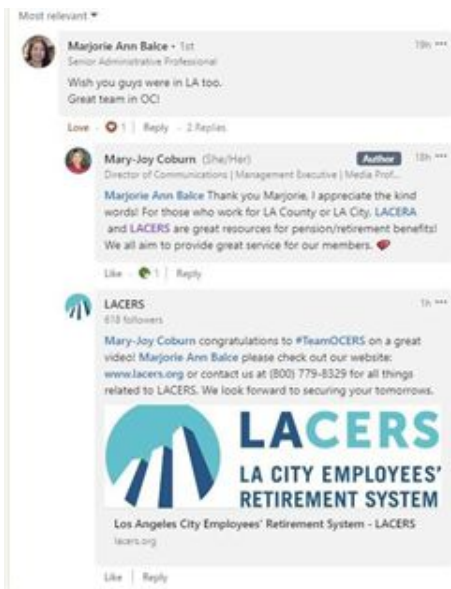 Most relevant
Marjorie Ann Balce • 1st
19h
Senior Administrative Professional
Wish you guys were in LA too.
Great team in OC!
Love 1 | Reply · 2 Replies
Mary-Joy Coburn (She/Her)
Author 18h
Director of Communications | Management Executive | Media Prof...
Marjorie Ann Balce Thank you Marjorie, I appreciate the kind
words! For those who work for LA County or LA City, LACERA
and LACERS are great resources for pension/retirement benefits!
We all aim to provide great service for our members.
Like 1 | Reply
LACERS
1h
618 followers
Mary-Joy Coburn congratulations to #TeamOCERS on a great
video! Marjorie Ann Balce please check out our website:
www.lacers.org or contact us at (800) 779-8329 for all things
related to LACERS. We look forward to securing your tomorrows.
LACERS
LA CITY EMPLOYEES'
RETIREMENT SYSTEM
Los Angeles City Employees' Retirement System - LACERS
lacers.org
Like | Reply